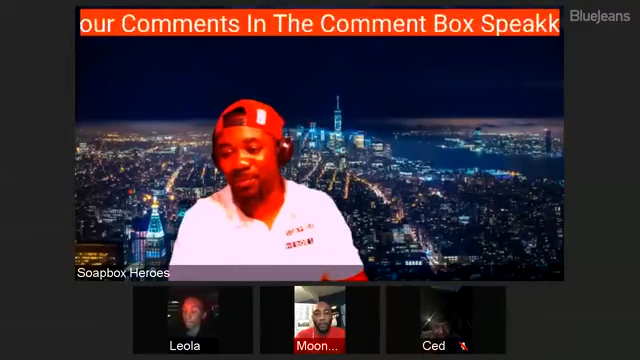 our Comments In The Comment Box Speakk
BlueJeans
Soapbox Heroes
Leola
Moon...
Ced